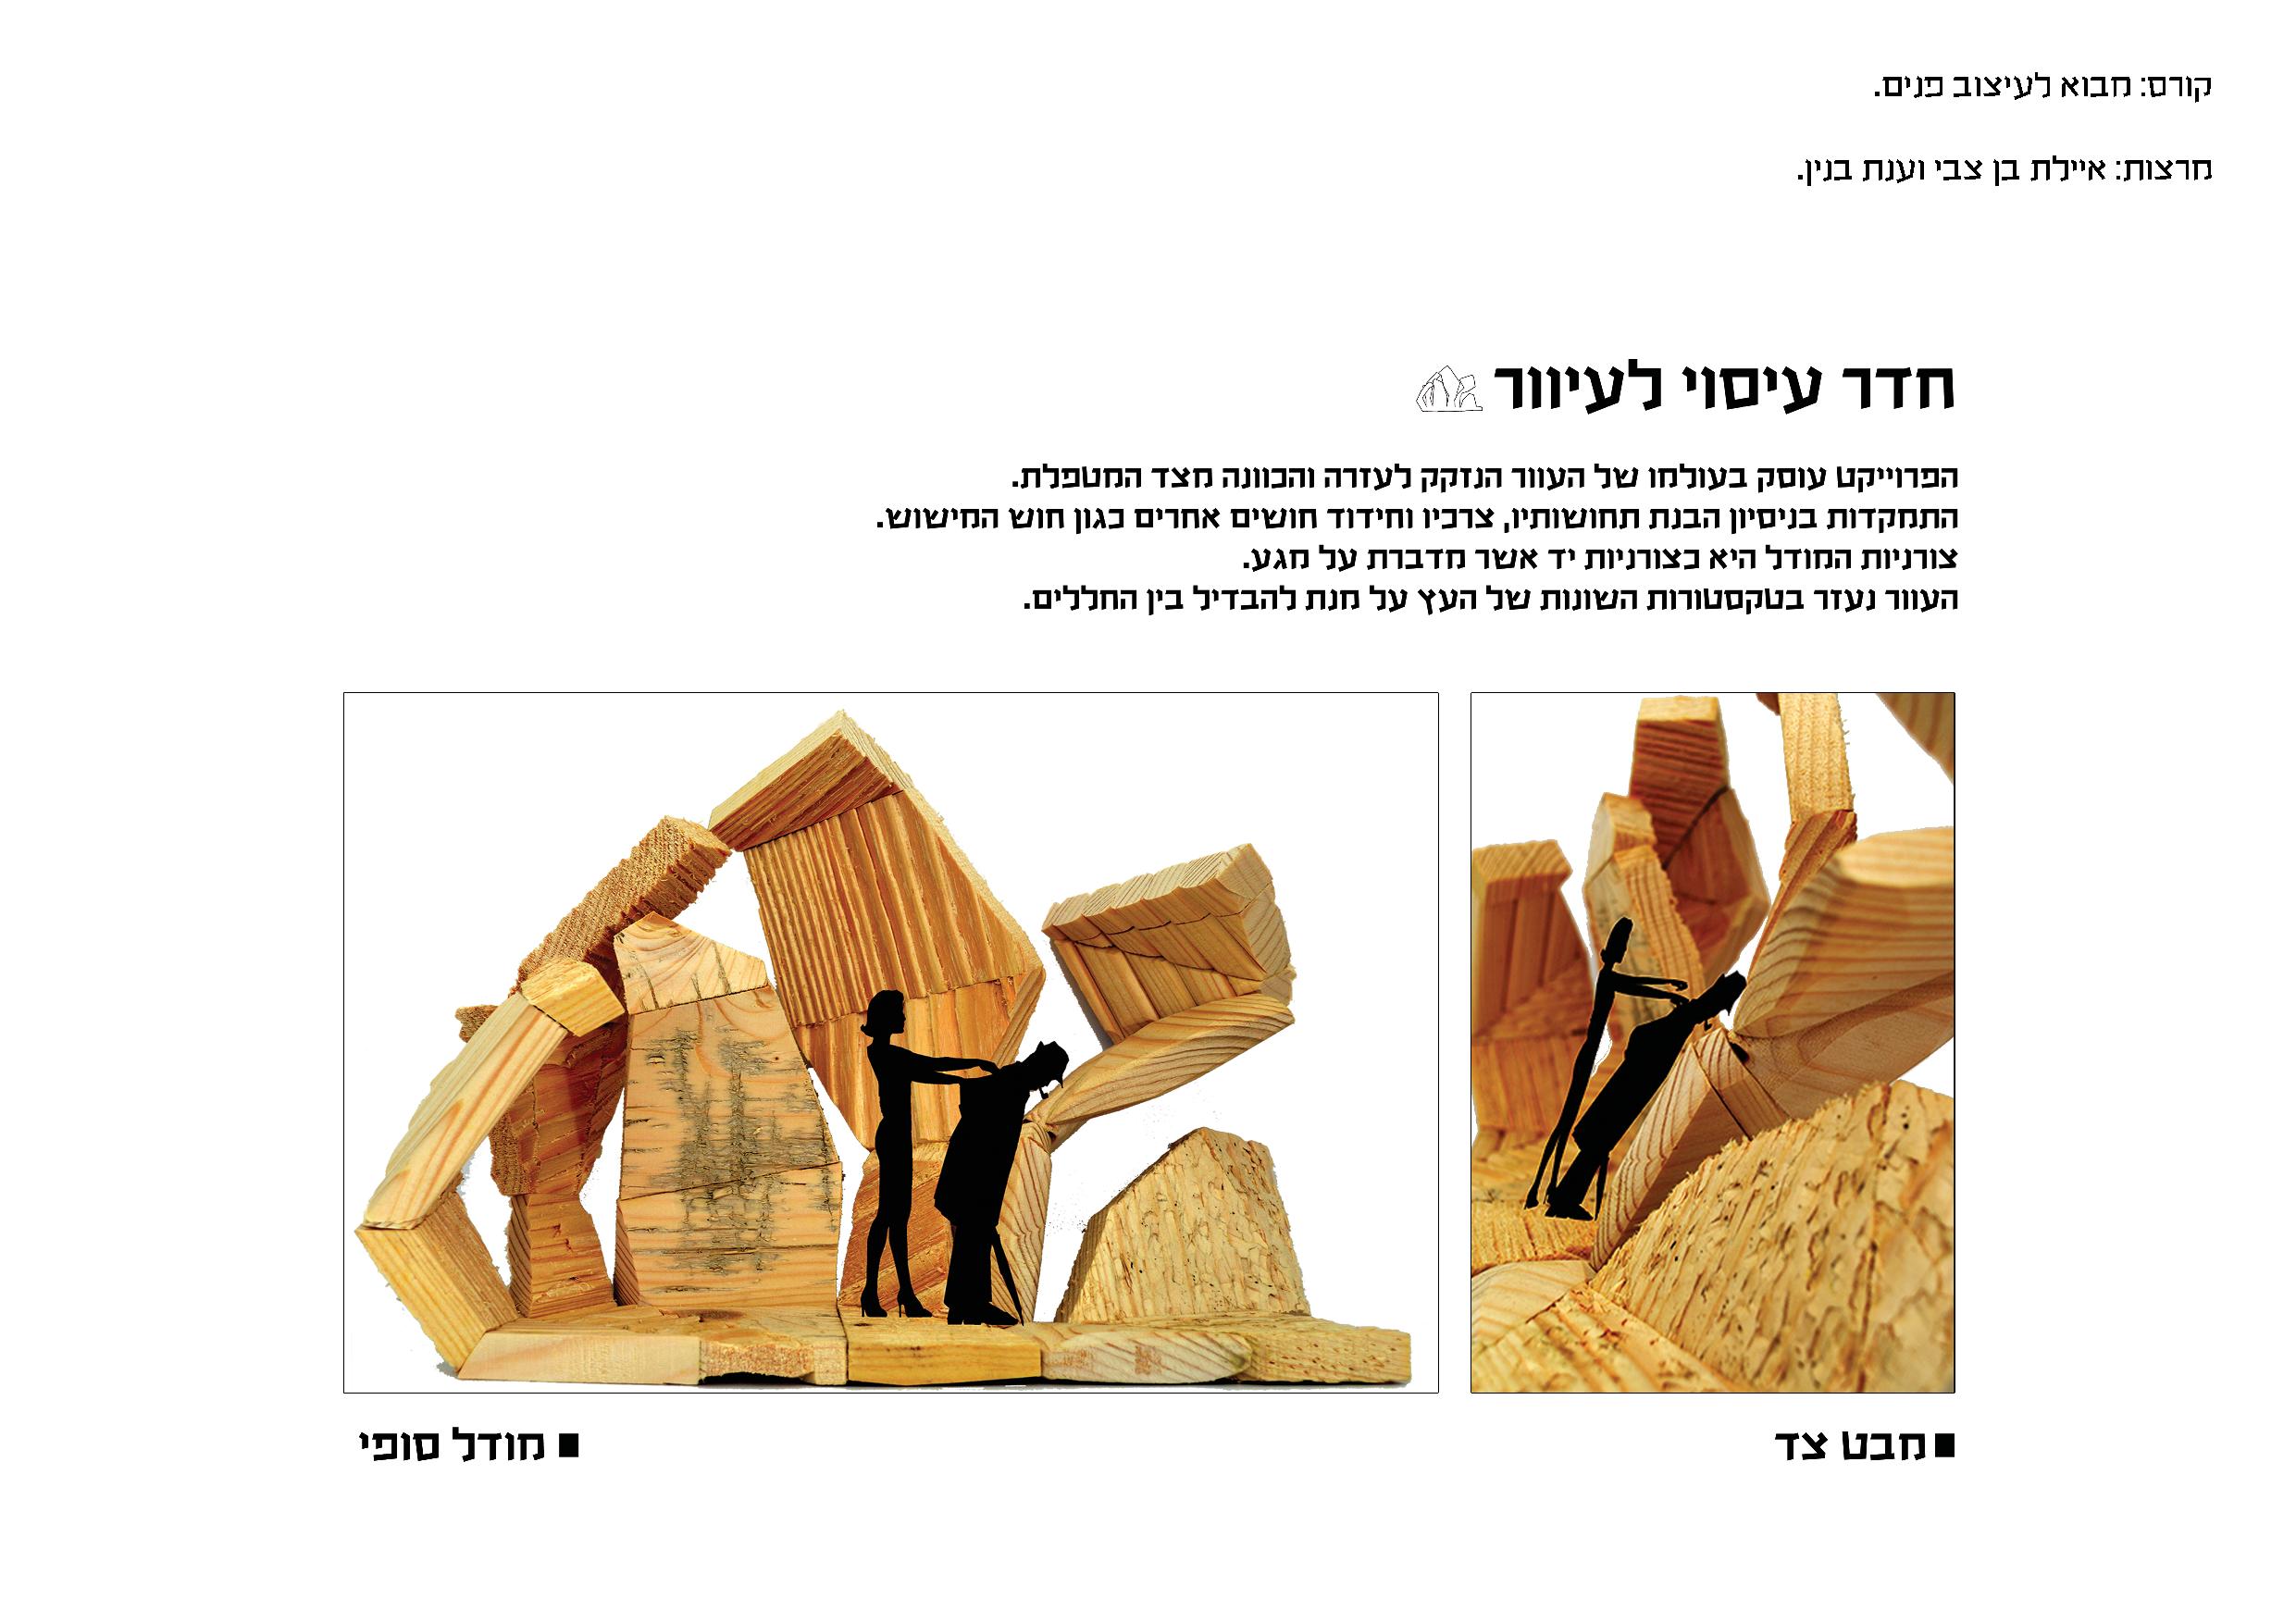 קורס: מבוא לעיצוב פנים.
מרצות: איילת בן צבי וענת בנין.
חדר עיסוי לעיוור
הפרוייקט עוסק בעולמו של העוור הנזקק לעזרה והכוונה מצד המטפלת.
התמקדות בניסיון הבנת תחושותיו, צרכיו וחידוד חושים אחרים כגון חוש המישוש.
צורניות המודל היא כצורניות יד אשר מדברת על מגע.
העוור נעזר בטקסטורות השונות של העץ על מנת להבדיל בין החללים.
מבט צד
מודל סופי